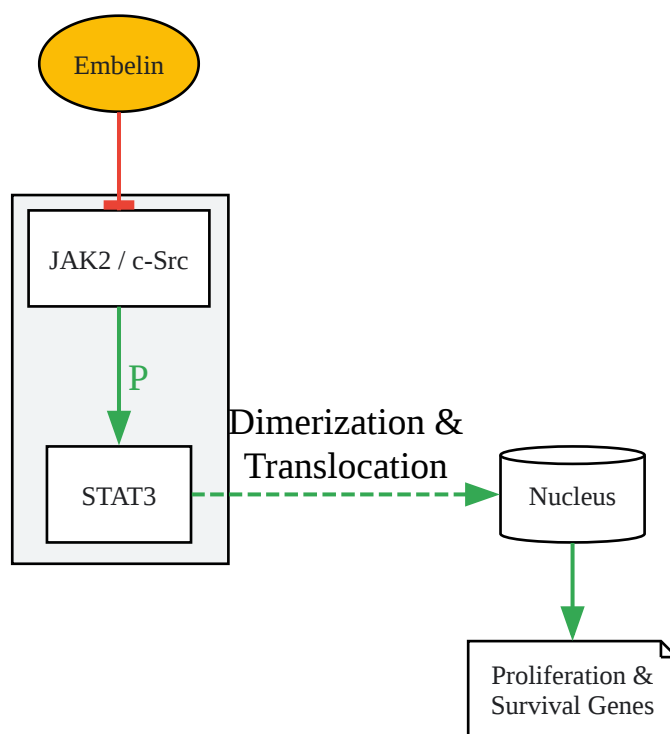 Embelin
JAK2 / c-Src
P
Dimerization &
Translocation
STAT3
Nucleus
Proliferation &
Survival Genes